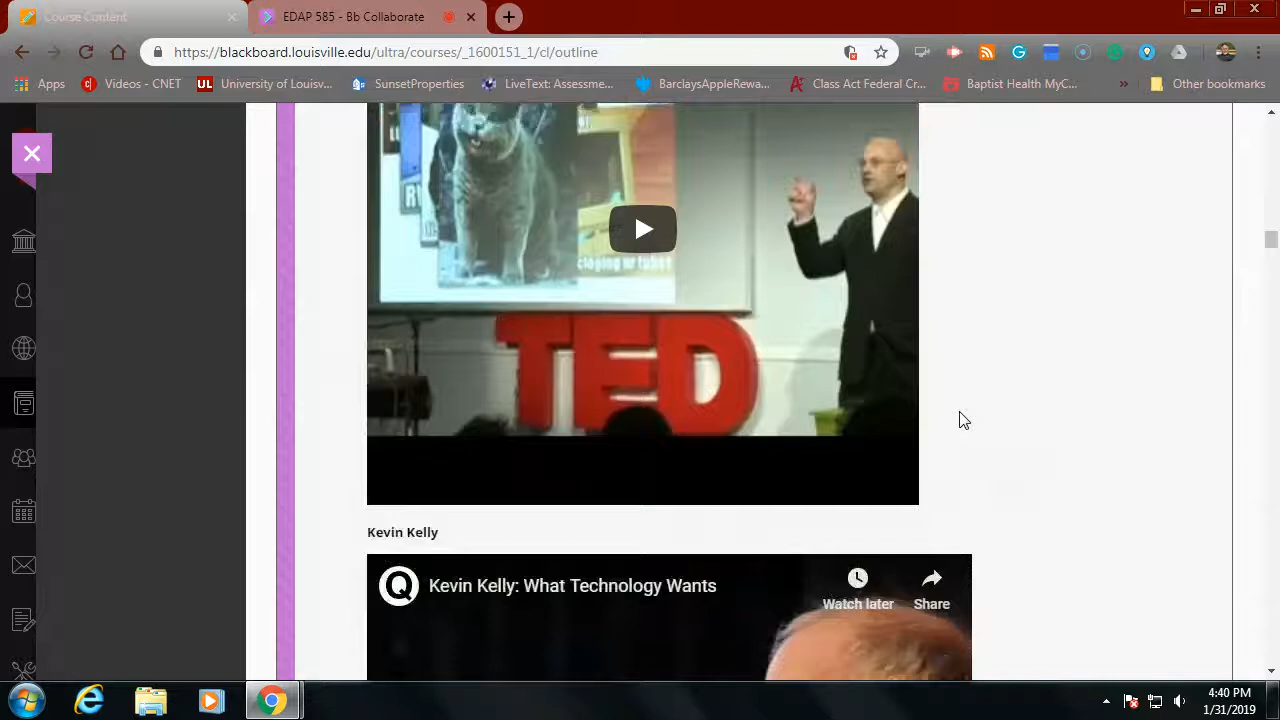 Course Content
EDAP 585 - Bb Collaborate
https://blackboard.louisville.edu/ultra/courses/_1600151_1/cl/outline
Apps
Videos - CNET
UL University of Louisv...
SunsetProperties
LiveText: Assessme...
BarclaysAppleRewa...
Class Act Federal Cr...
Baptist Health MyC...
»
Other bookmarks
TED
Kevin Kelly
Q Kevin Kelly: What Technology Wants
Watch later
Share
4:40 PM
1/31/2019